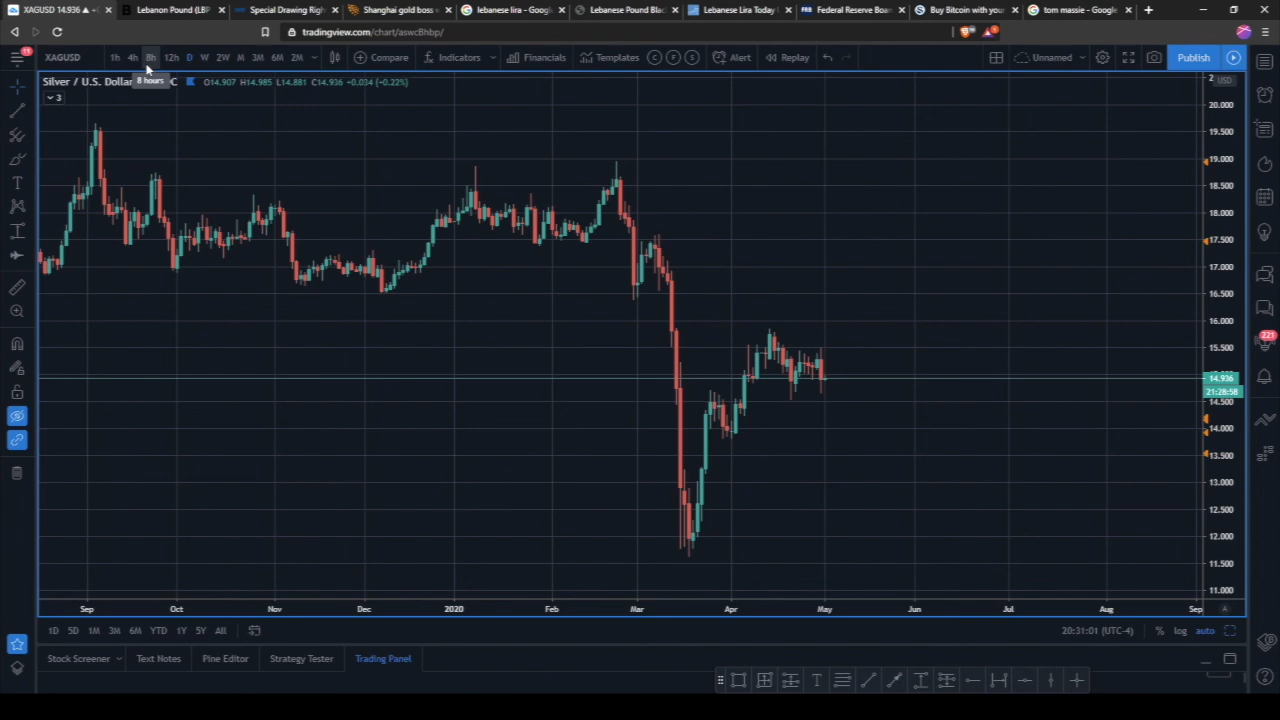 XAGUSD 14.936 ▲
Lebanon Pound (LBP
Special Drawing Righ
Shanghai gold boss v
lebanese lira - Google
Lebanese Pound Blac
Lebanese Lira Today
Federal Reserve Boar
Buy Bitcoin with your
tom massie - Google
tradingview.com/chart/aswcBhbp/
11
XAGUSD 1h 4h 8h 12h D W 2W M 3M 6M 2M Compare Indicators Financials Templates Alert Replay Unnamed Publish
8 hours
Silver / U.S. Dollar C O14.907 H14.985 L14.881 C14.936 +0.034 (+0.22%)
3
USD
20.000
19.500
19.000
18.500
18.000
17.500
17.000
16.500
16.000
15.500
14.936
21:28:58
14.500
14.000
13.500
13.000
12.500
12.000
11.500
11.000
221
Sep Oct Nov Dec 2020 Feb Mar Apr May Jun Jul Aug Sep
1D 5D 1M 3M 6M YTD 1Y 5Y All 20:31:01 (UTC-4) % log auto
Stock Screener Text Notes Pine Editor Strategy Tester Trading Panel